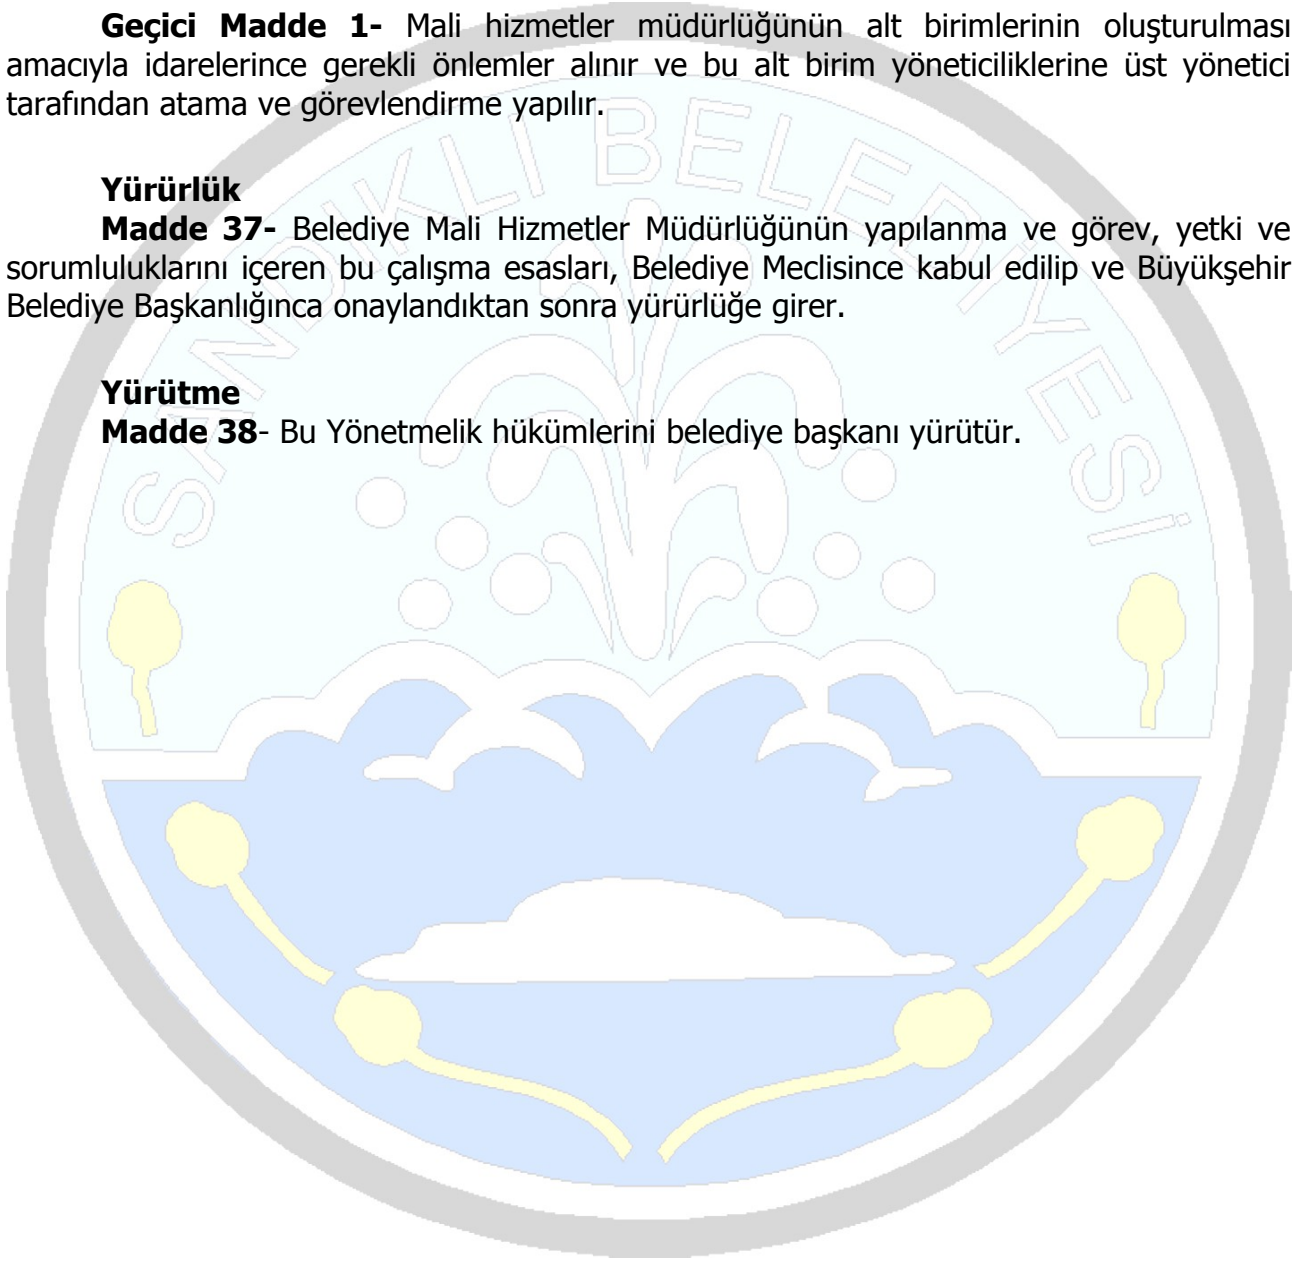 Geçici Madde 1- Mali hizmetler müdürlüğünün alt birimlerinin oluşturulması
amacıyla idarelerince gerekli önlemler alınır ve bu alt birim yöneticiliklerine üst yönetici
tarafından atama ve görevlendirme yapılır.
Yürürlük
Madde 37- Belediye Mali Hizmetler Müdürlüğünün yapılanma ve görev, yetki ve
sorumluluklarını içeren bu çalışma esasları, Belediye Meclisince kabul edilip ve Büyükşehir
Belediye Başkanlığınca onaylandıktan sonra yürürlüğe girer.
Yürütme
Madde 38- Bu Yönetmelik hükümlerini belediye başkanı yürütür.
SANDIKLI BELEDİYESİ